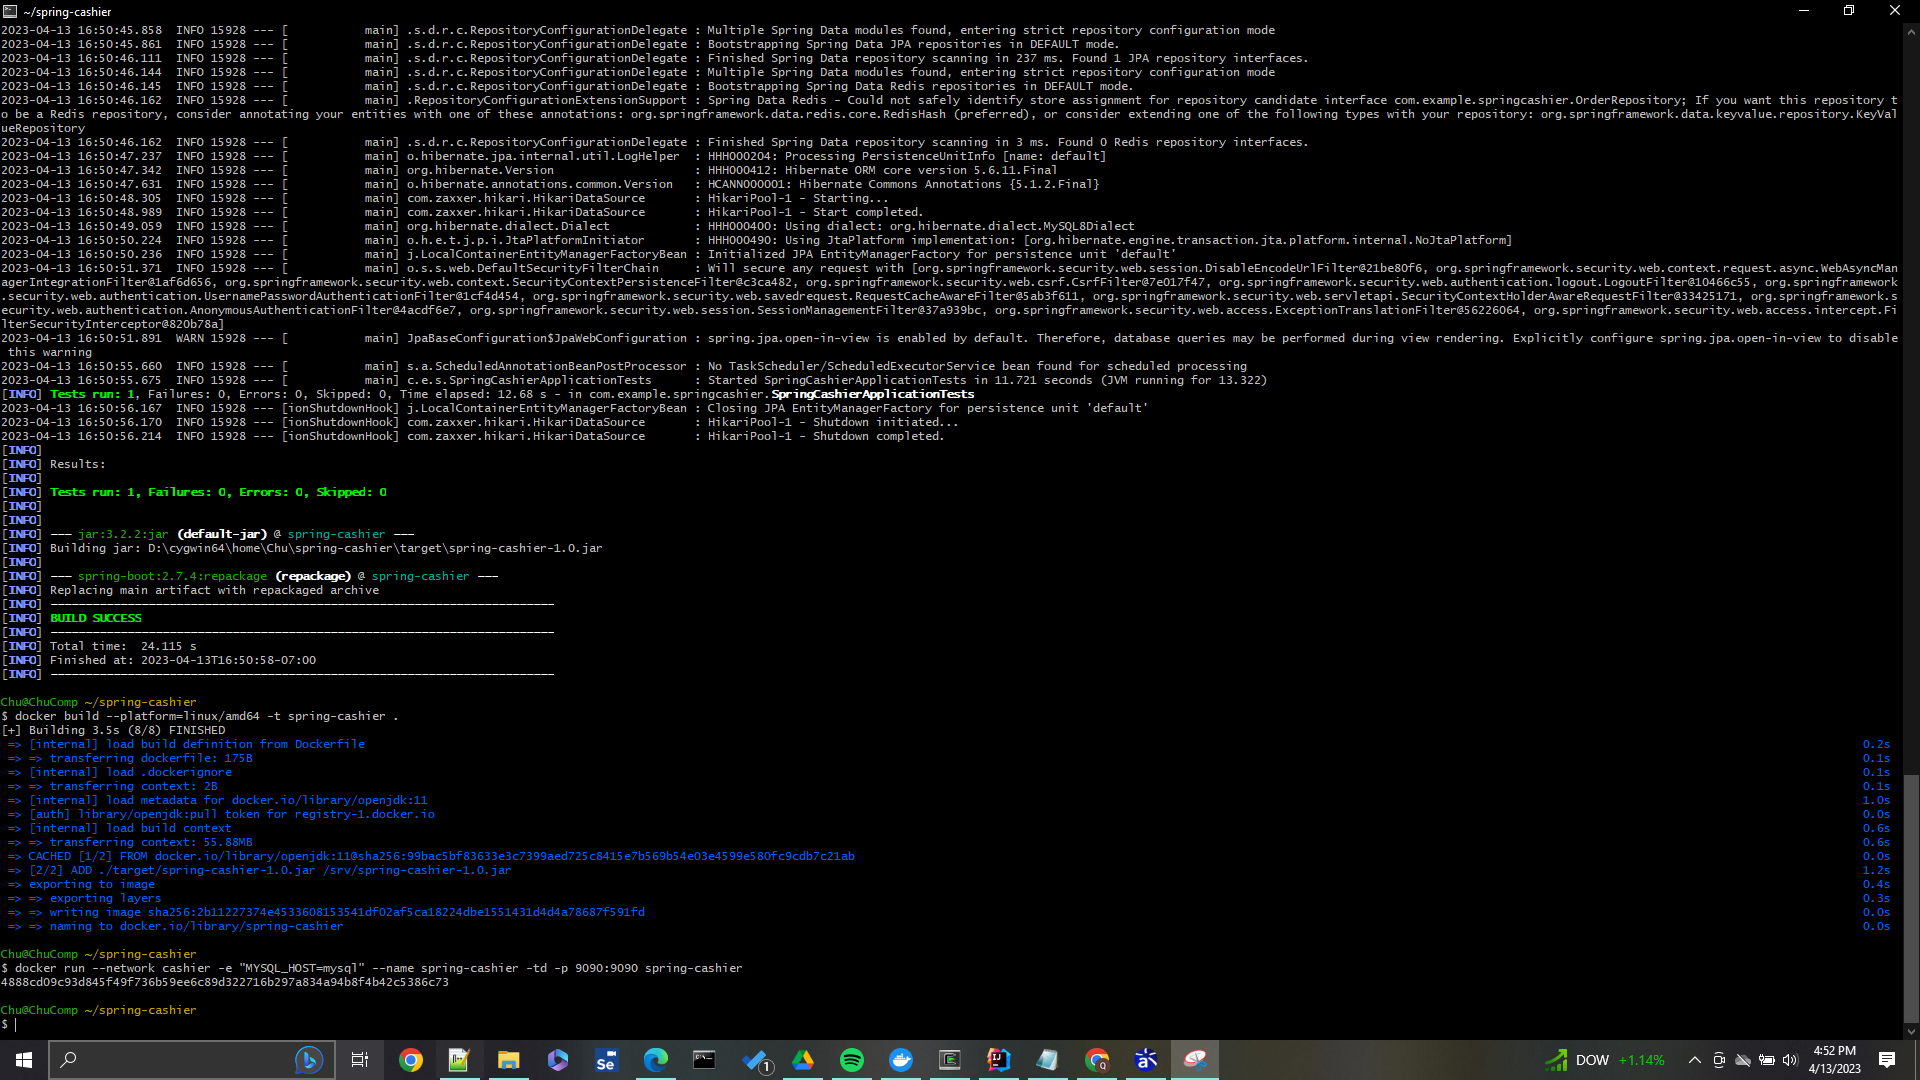 ~/spring-cashier
2023-04-13 16:50:45.858  INFO 15928 --- [           main] .s.d.r.c.RepositoryConfigurationDelegate : Multiple Spring Data modules found, entering strict repository configuration mode
2023-04-13 16:50:45.861  INFO 15928 --- [           main] .s.d.r.c.RepositoryConfigurationDelegate : Bootstrapping Spring Data JPA repositories in DEFAULT mode.
2023-04-13 16:50:46.111  INFO 15928 --- [           main] .s.d.r.c.RepositoryConfigurationDelegate : Finished Spring Data repository scanning in 237 ms. Found 1 JPA repository interfaces.
2023-04-13 16:50:46.144  INFO 15928 --- [           main] .s.d.r.c.RepositoryConfigurationDelegate : Multiple Spring Data modules found, entering strict repository configuration mode
2023-04-13 16:50:46.145  INFO 15928 --- [           main] .s.d.r.c.RepositoryConfigurationDelegate : Bootstrapping Spring Data Redis repositories in DEFAULT mode.
2023-04-13 16:50:46.162  INFO 15928 --- [           main] .RepositoryConfigurationExtensionSupport : Spring Data Redis - Could not safely identify store assignment for repository candidate interface com.example.springcashier.OrderRepository; If you want this repository t
o be a Redis repository, consider annotating your entities with one of these annotations: org.springframework.data.redis.core.RedisHash (preferred), or consider extending one of the following types with your repository: org.springframework.data.keyvalue.repository.KeyVal
ueRepository
2023-04-13 16:50:46.162  INFO 15928 --- [           main] .s.d.r.c.RepositoryConfigurationDelegate : Finished Spring Data repository scanning in 3 ms. Found 0 Redis repository interfaces.
2023-04-13 16:50:47.237  INFO 15928 --- [           main] o.hibernate.jpa.internal.util.LogHelper  : HHH000204: Processing PersistenceUnitInfo [name: default]
2023-04-13 16:50:47.342  INFO 15928 --- [           main] org.hibernate.Version                    : HHH000412: Hibernate ORM core version 5.6.11.Final
2023-04-13 16:50:47.631  INFO 15928 --- [           main] o.hibernate.annotations.common.Version   : HCANN000001: Hibernate Commons Annotations {5.1.2.Final}
2023-04-13 16:50:48.305  INFO 15928 --- [           main] com.zaxxer.hikari.HikariDataSource       : HikariPool-1 - Starting...
2023-04-13 16:50:48.989  INFO 15928 --- [           main] com.zaxxer.hikari.HikariDataSource       : HikariPool-1 - Start completed.
2023-04-13 16:50:49.059  INFO 15928 --- [           main] org.hibernate.dialect.Dialect            : HHH000400: Using dialect: org.hibernate.dialect.MySQL8Dialect
2023-04-13 16:50:50.224  INFO 15928 --- [           main] o.h.e.t.j.p.i.JtaPlatformInitiator       : HHH000490: Using JtaPlatform implementation: [org.hibernate.engine.transaction.jta.platform.internal.NoJtaPlatform]
2023-04-13 16:50:50.236  INFO 15928 --- [           main] j.LocalContainerEntityManagerFactoryBean : Initialized JPA EntityManagerFactory for persistence unit 'default'
2023-04-13 16:50:51.371  INFO 15928 --- [           main] o.s.s.web.DefaultSecurityFilterChain     : Will secure any request with [org.springframework.security.web.session.DisableEncodeUrlFilter@21be80f6, org.springframework.security.web.context.request.async.WebAsyncMan
agerIntegrationFilter@1af6d656, org.springframework.security.web.context.SecurityContextPersistenceFilter@c3ca482, org.springframework.security.web.csrf.CsrfFilter@7e017f47, org.springframework.security.web.authentication.logout.LogoutFilter@10466c55, org.springframework
.security.web.authentication.UsernamePasswordAuthenticationFilter@1cf4d454, org.springframework.security.web.savedrequest.RequestCacheAwareFilter@5ab3f611, org.springframework.security.web.servletapi.SecurityContextHolderAwareRequestFilter@33425171, org.springframework.s
ecurity.web.authentication.AnonymousAuthenticationFilter@4acdf6e7, org.springframework.security.web.session.SessionManagementFilter@37a939bc, org.springframework.security.web.access.ExceptionTranslationFilter@56226064, org.springframework.security.web.access.intercept.Fi
lterSecurityInterceptor@820b78a]
2023-04-13 16:50:51.891  WARN 15928 --- [           main] JpaBaseConfiguration$JpaWebConfiguration : spring.jpa.open-in-view is enabled by default. Therefore, database queries may be performed during view rendering. Explicitly configure spring.jpa.open-in-view to disable
 this warning
2023-04-13 16:50:55.660  INFO 15928 --- [           main] s.a.ScheduledAnnotationBeanPostProcessor : No TaskScheduler/ScheduledExecutorService bean found for scheduled processing
2023-04-13 16:50:55.675  INFO 15928 --- [           main] c.e.s.SpringCashierApplicationTests      : Started SpringCashierApplicationTests in 11.721 seconds (JVM running for 13.322)
[INFO] Tests run: 1, Failures: 0, Errors: 0, Skipped: 0, Time elapsed: 12.68 s - in com.example.springcashier.SpringCashierApplicationTests
2023-04-13 16:50:56.167  INFO 15928 --- [ionShutdownHook] j.LocalContainerEntityManagerFactoryBean : Closing JPA EntityManagerFactory for persistence unit 'default'
2023-04-13 16:50:56.170  INFO 15928 --- [ionShutdownHook] com.zaxxer.hikari.HikariDataSource       : HikariPool-1 - Shutdown initiated...
2023-04-13 16:50:56.214  INFO 15928 --- [ionShutdownHook] com.zaxxer.hikari.HikariDataSource       : HikariPool-1 - Shutdown completed.
[INFO]
[INFO] Results:
[INFO]
[INFO] Tests run: 1, Failures: 0, Errors: 0, Skipped: 0
[INFO]
[INFO]
[INFO] --- jar:3.2.2:jar (default-jar) @ spring-cashier ---
[INFO] Building jar: D:\cygwin64\home\Chu\spring-cashier\target\spring-cashier-1.0.jar
[INFO]
[INFO] --- spring-boot:2.7.4:repackage (repackage) @ spring-cashier ---
[INFO] Replacing main artifact with repackaged archive
[INFO] ------------------------------------------------------------------------
[INFO] BUILD SUCCESS
[INFO] ------------------------------------------------------------------------
[INFO] Total time:  24.115 s
[INFO] Finished at: 2023-04-13T16:50:58-07:00
[INFO] ------------------------------------------------------------------------
Chu@ChuComp ~/spring-cashier
$ docker build --platform=linux/amd64 -t spring-cashier .
[+] Building 3.5s (8/8) FINISHED
 => [internal] load build definition from Dockerfile 0.2s
 => => transferring dockerfile: 175B 0.1s
 => [internal] load .dockerignore 0.1s
 => => transferring context: 2B 0.1s
 => [internal] load metadata for docker.io/library/openjdk:11 1.0s
 => [auth] library/openjdk:pull token for registry-1.docker.io 0.0s
 => [internal] load build context 0.6s
 => => transferring context: 55.88MB 0.6s
 => CACHED [1/2] FROM docker.io/library/openjdk:11@sha256:99bac5bf83633e3c7399aed725c8415e7b569b54e03e4599e580fc9cdb7c21ab 0.0s
 => [2/2] ADD ./target/spring-cashier-1.0.jar /srv/spring-cashier-1.0.jar 1.2s
 => exporting to image 0.4s
 => => exporting layers 0.3s
 => => writing image sha256:2b11227374e4533608153541df02af5ca18224dbe1551431d4d4a78687f591fd 0.0s
 => => naming to docker.io/library/spring-cashier 0.0s
Chu@ChuComp ~/spring-cashier
$ docker run --network cashier -e "MYSQL_HOST=mysql" --name spring-cashier -td -p 9090:9090 spring-cashier
4888cd09c93d845f49f736b59ee6c89d322716b297a834a94b8f4b42c5386c73
Chu@ChuComp ~/spring-cashier
$
Se
1
IJ
Q
DOW +1.14%
4:52 PM
4/13/2023